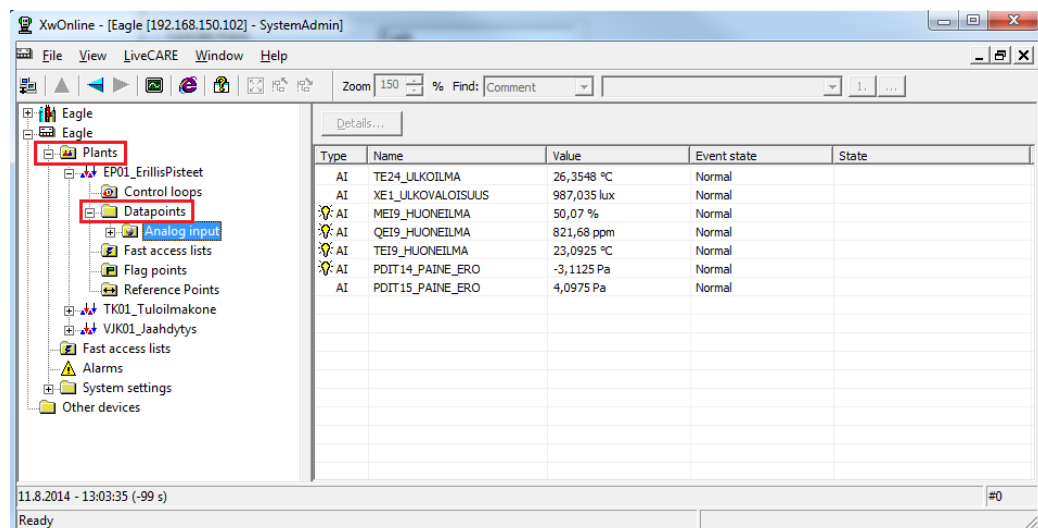 XwOnline - [Eagle [192.168.150.102] - SystemAdmin]
File View LiveCARE Window Help
Zoom 150 % Find: Comment 1. ...
Eagle
Eagle
Plants
EP01_ErillisPisteet
Control loops
Datapoints
Analog input
Fast access lists
Flag points
Reference Points
TK01_Tuloilmakone
VJK01_Jaahdytys
Fast access lists
Alarms
System settings
Other devices
Details...
Type Name Value Event state State
AI TE24_ULKOILMA 26,3548 ºC Normal
AI XE1_ULKOVALOISUUS 987,035 lux Normal
AI MEI9_HUONEILMA 50,07 % Normal
AI QEI9_HUONEILMA 821,68 ppm Normal
AI TEI9_HUONEILMA 23,0925 ºC Normal
AI PDIT14_PAINE_ERO -3,1125 Pa Normal
AI PDIT15_PAINE_ERO 4,0975 Pa Normal
11.8.2014 - 13:03:35 (-99 s) #0
Ready